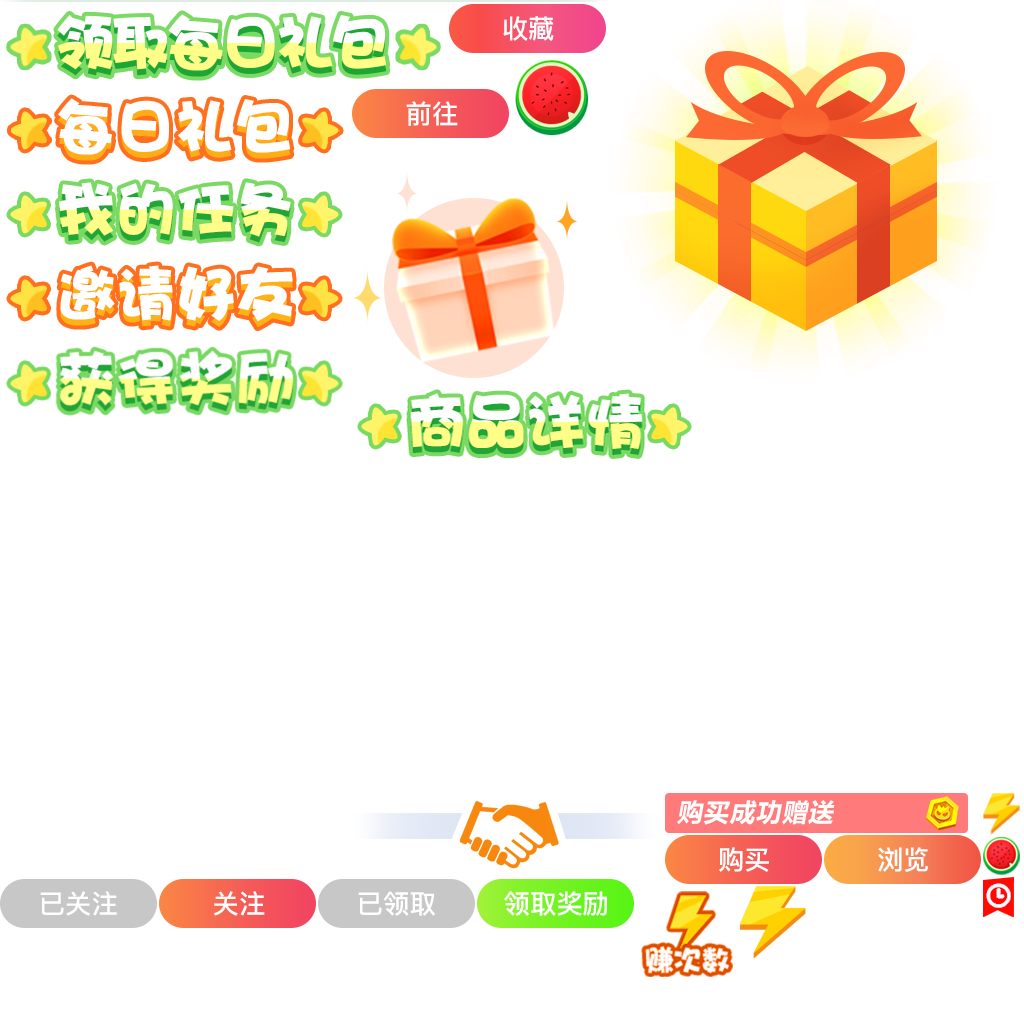 领取每日礼包
收藏
前往
每日礼包
我的任务
邀请好友
获得奖励
商品详情
购买成功赠送
购买
浏览
已关注
关注
已领取
领取奖励
赚次数